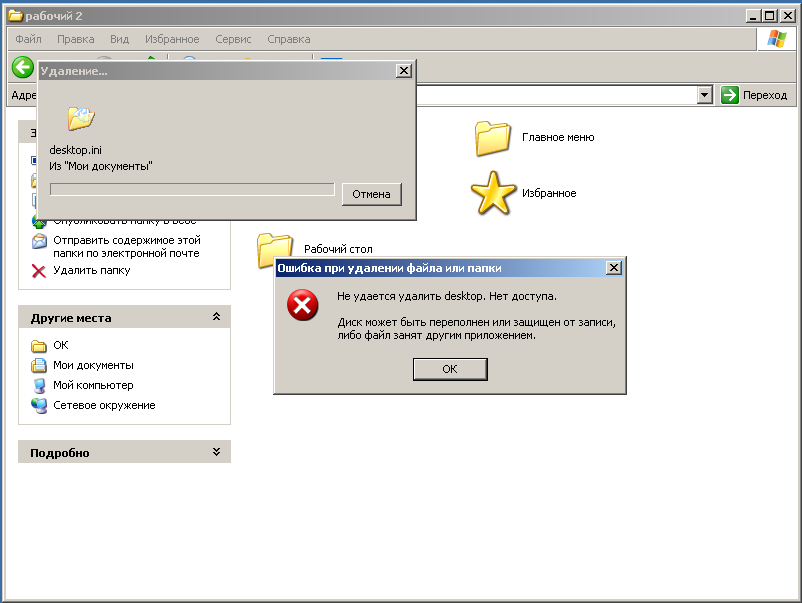 рабочий 2
Файл Правка Вид Избранное Сервис Справка
Удаление...
Адре
Переход
desktop.ini
Из "Мои документы"
Отмена
Главное меню
Избранное
Опубликовать папку в вебе
Отправить содержимое этой
папки по электронной почте
Удалить папку
Рабочий стол
Ошибка при удалении файла или папки
Не удается удалить desktop. Нет доступа.
Диск может быть переполнен или защищен от записи,
либо файл занят другим приложением.
OK
Другие места
ОК
Мои документы
Мой компьютер
Сетевое окружение
Подробно